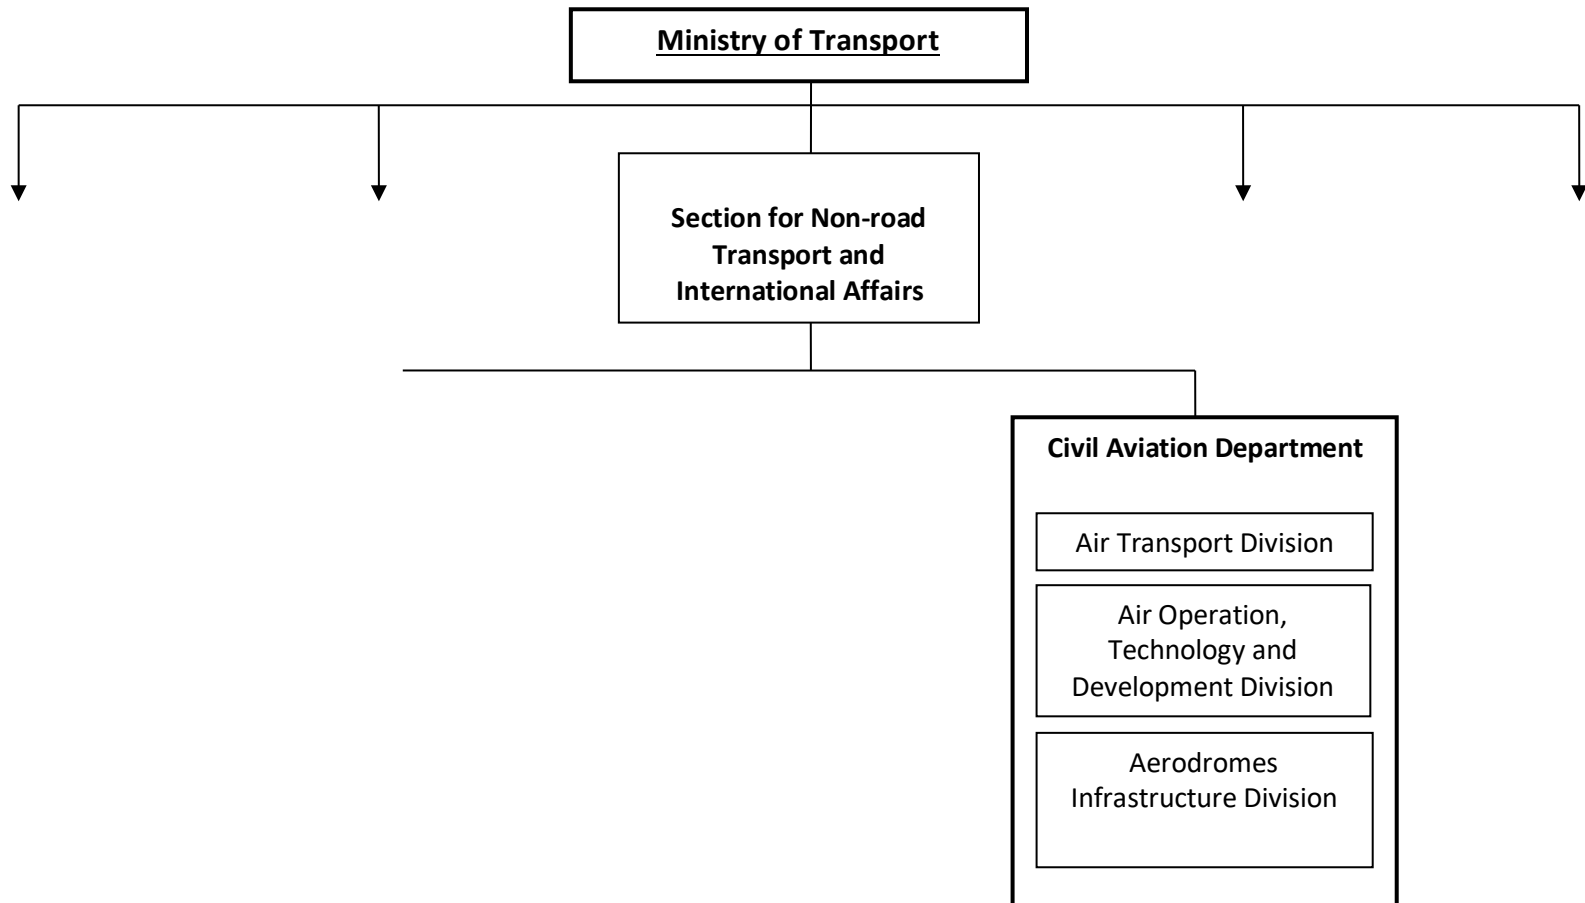 Ministry of Transport
Section for Non-road
Transport and
International Affairs
Civil Aviation Department
Air Transport Division
Air Operation,
Technology and
Development Division
Aerodromes
Infrastructure Division